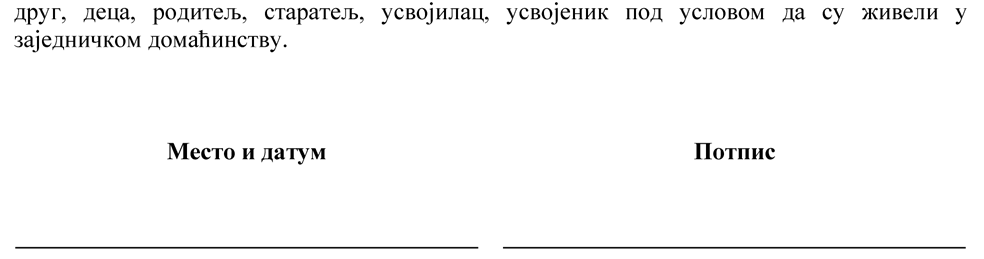 друг, деца, родитељ, старатељ, усвојилац, усвојеник под условом да су живели у
заједничком домаћинству.
Место и датум Потпис